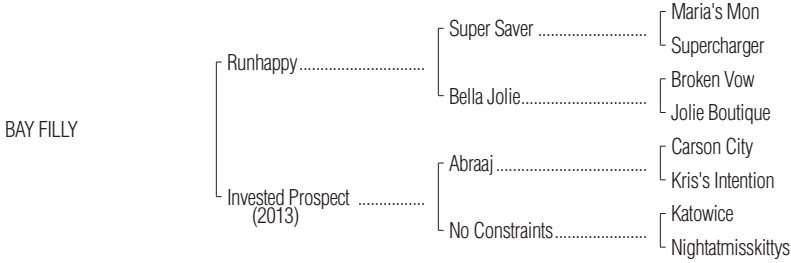 Maria's Mon
Super Saver ..........................
Supercharger
Runhappy..............................
Broken Vow
Bella Jolie..............................
Jolie Boutique
BAY FILLY
Carson City
Abraaj....................................
Kris's Intention
Invested Prospect ................
(2013)
Katowice
No Constraints......................
Nightatmisskittys